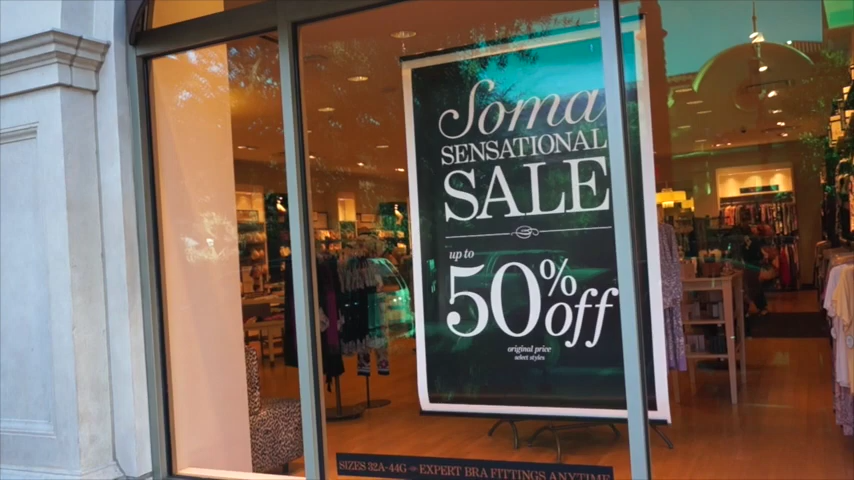 Soma
SENSATIONAL
SALE
up to
50% off
original price
select styles
SIZES 32A-44G EXPERT BRA FITTINGS ANYTIME